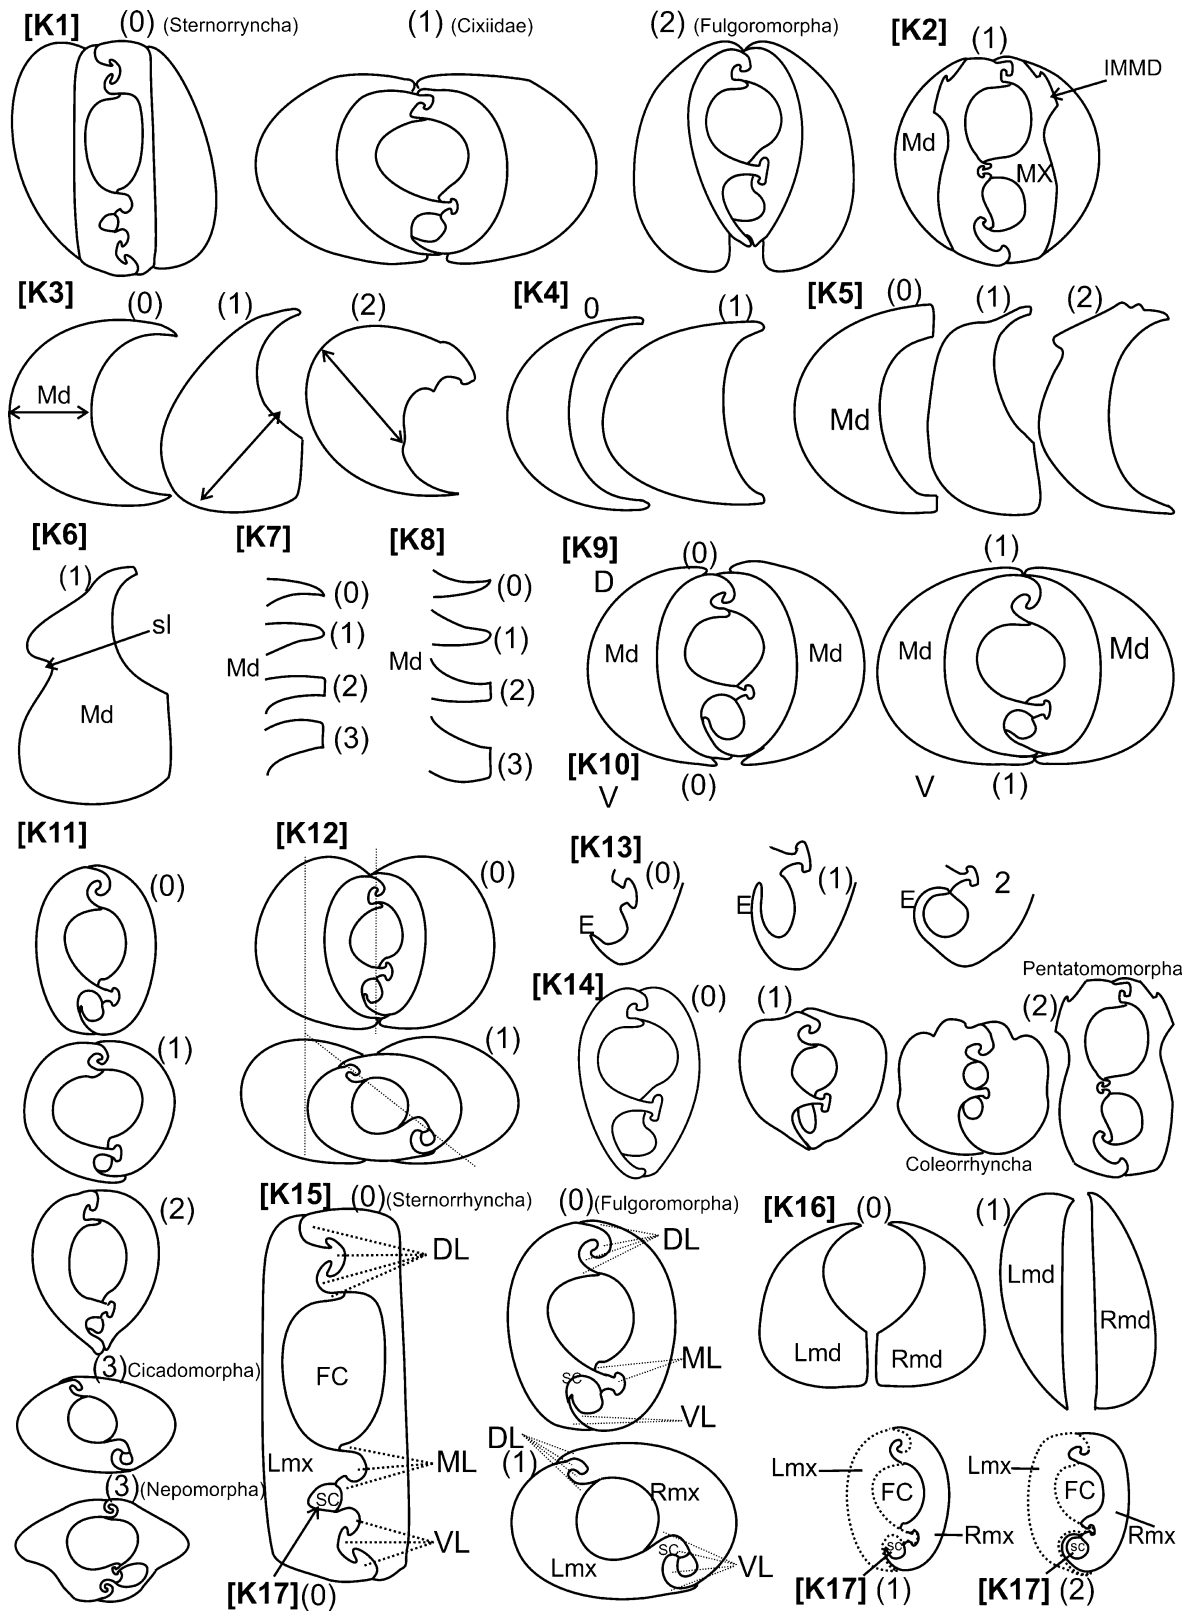 [K1] (0) (Sternorryncha) (1) (Cixiidae) (2) (Fulgoromorpha) [K2] (1)
IMMD
Md
MX
[K3] (0) (1) (2) [K4] 0 (1) [K5] (0) (1) (2)
Md
Md
[K6] (1)
sl
Md
[K7] (0)
(1)
Md
(2)
(3)
[K8] (0)
(1)
Md
(2)
(3)
[K9] (0) (1)
D
Md Md Md Md
[K10] (0) (1)
V V
[K11]
(0)
(1)
(2)
(3) (Cicadomorpha)
(3) (Nepomorpha)
[K12]
(0)
(1)
[K13] (0) (1) 2
E E E
[K14] (0) (1) (2)
Pentatomomorpha
Coleorrhyncha
[K15] (0) (Sternorrhyncha) (0) (Fulgoromorpha)
DL DL
FC
Lmx
ML
SC
VL
[K17] (0)
SC
ML
VL
DL
(1)
Rmx
SC
Lmx
VL
[K16] (0) (1)
Lmd Rmd Lmd Rmd
Lmx FC Rmx
SC
[K17] (1)
Lmx FC Rmx
SC
[K17] (2)